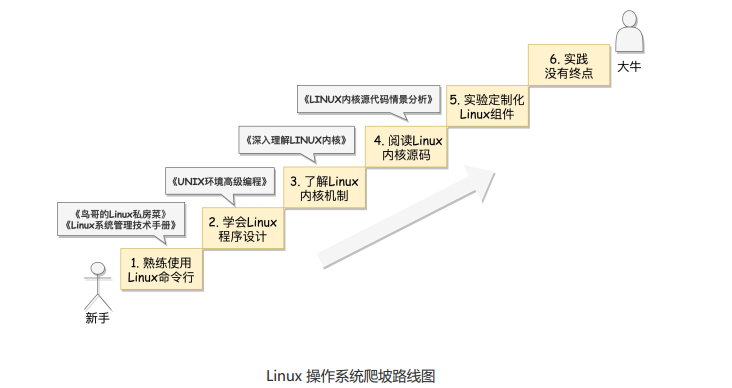 大牛
6. 实践
没有终点
《LINUX内核源代码情景分析》
5. 实验定制化
Linux组件
《深入理解LINUX内核》
4. 阅读Linux
内核源码
《UNIX环境高级编程》
3. 了解Linux
内核机制
《鸟哥的Linux私房菜》
《Linux系统管理技术手册》
2. 学会Linux
程序设计
1. 熟练使用
Linux命令行
新手
Linux 操作系统爬坡路线图